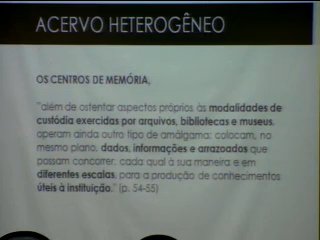 ACERVO HETEROGÊNEO
OS CENTROS DE MEMÓRIA,
"além de ostentar aspectos próprios às modalidades de
custódia exercidas por arquivos, bibliotecas e museus,
operam ainda outro tipo de amálgama: colocam, no
mesmo plano, dados, informações e arrazoados que
possam concorrer, cada qual à sua maneira e em
diferentes escalas, para a produção de conhecimentos
úteis à instituição." (p. 54-55)